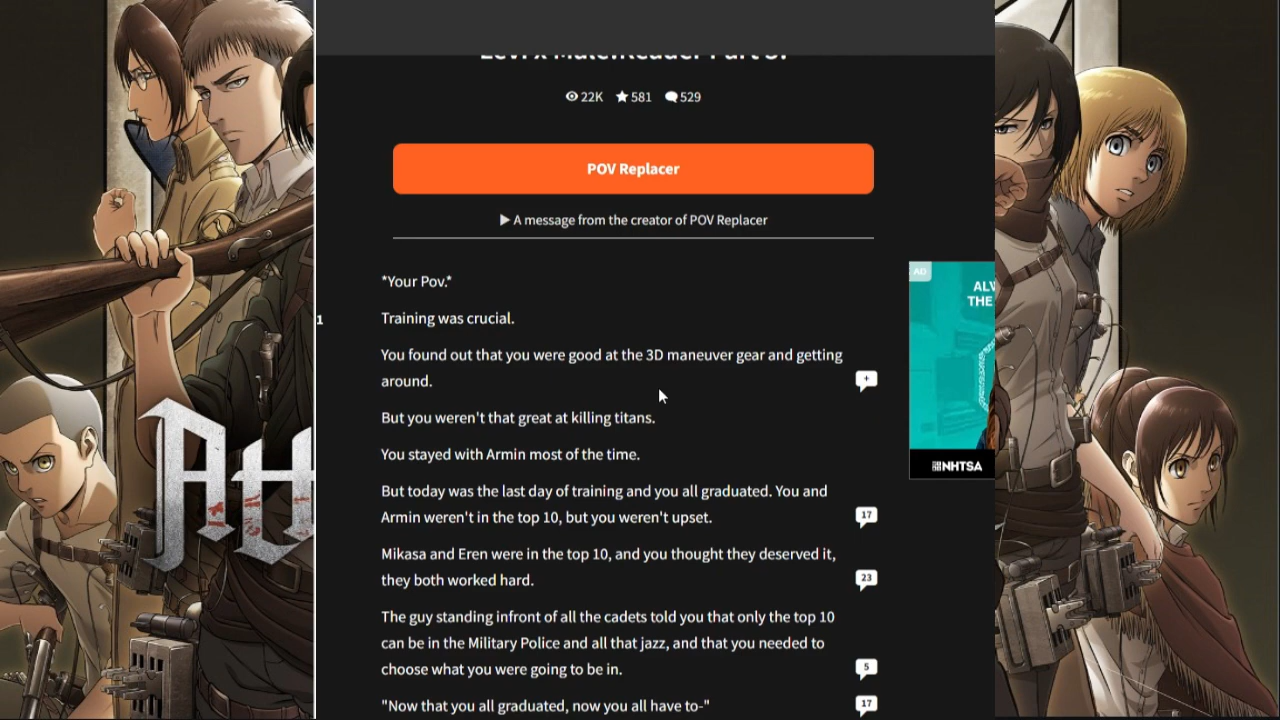 Levi x Male!Reader Part 3.
22K 581 529
POV Replacer
▶ A message from the creator of POV Replacer
*Your Pov.*
1
Training was crucial.
You found out that you were good at the 3D maneuver gear and getting
around.
+
But you weren't that great at killing titans.
You stayed with Armin most of the time.
But today was the last day of training and you all graduated. You and
Armin weren't in the top 10, but you weren't upset.
17
Mikasa and Eren were in the top 10, and you thought they deserved it,
they both worked hard.
23
The guy standing infront of all the cadets told you that only the top 10
can be in the Military Police and all that jazz, and that you needed to
choose what you were going to be in.
5
"Now that you all graduated, now you all have to-"
17
AD
THE
NHTSA